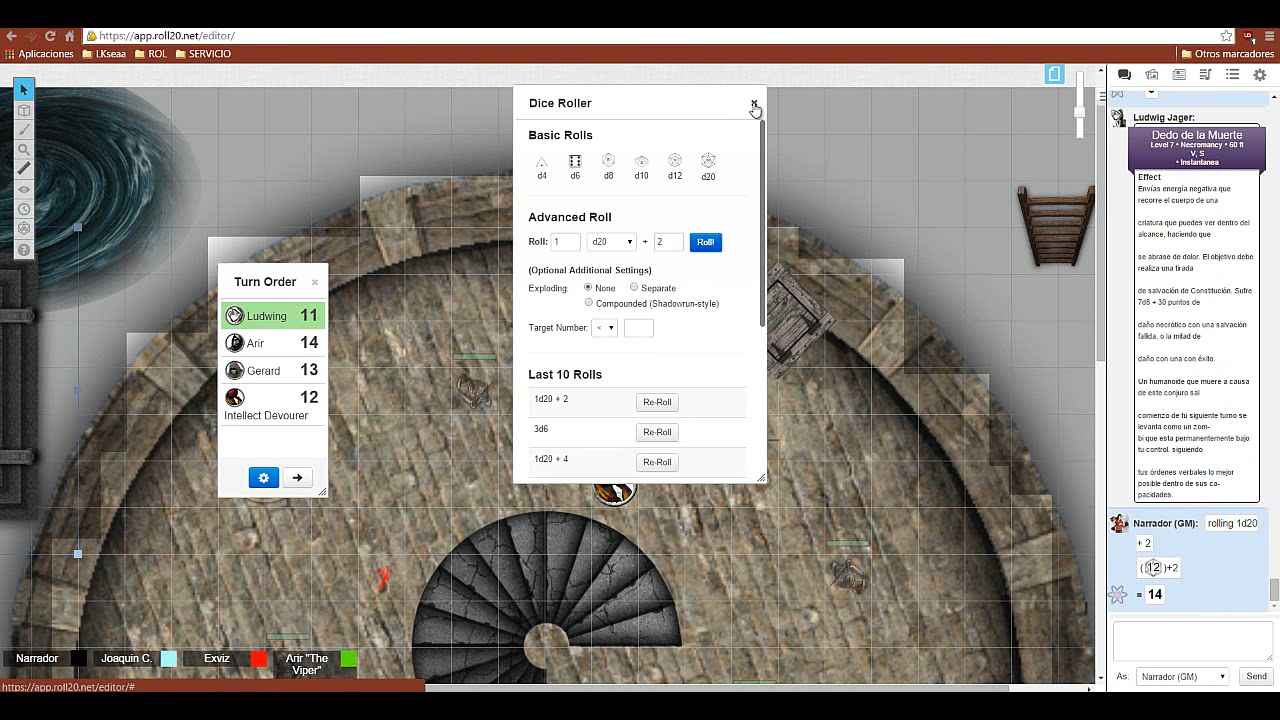 https://app.roll20.net/editor/
Aplicaciones
LKseaa
ROL
SERVICIO
Otros marcadores
Turn Order
×
Ludwing 11
Arir 14
Gerard 13
12
Intellect Devourer
Dice Roller
×
Basic Rolls
d4 d6 d8 d10 d12 d20
Advanced Roll
Roll: 1 d20 + 2 Roll!
(Optional Additional Settings)
Exploding: None Separate
Compounded (Shadowrun-style)
Target Number: <
Last 10 Rolls
1d20 + 2 Re-Roll
3d6 Re-Roll
1d20 + 4 Re-Roll
Ludwig Jager:
Dedo de la Muerte
Level 7 • Necromancy • 60 ft
V, S
• Instantanea
Effect
Envías energía negativa que
recorre el cuerpo de una
criatura que puedes ver dentro del
alcance, haciendo que
se abrase de dolor. El objetivo debe
realiza una tirada
de salvación de Constitución. Sufre
7d8 + 30 puntos de
daño necrótico con una salvación
fallida, o la mitad de
daño con una con éxito.
Un humanoide que muere a causa
de este conjuro sal
comienzo de tu siguiente turno se
levanta como un zom-
bi que esta permanentemente bajo
tu control, siguiendo
tus órdenes verbales lo mejor
posible dentro de sus ca-
pacidades.
Narrador (GM): rolling 1d20
+ 2
(12)+2
= 14
As: Narrador (GM) Send
Narrador
Joaquin C.
Exviz
Arir "The
Viper"
https://app.roll20.net/editor/#